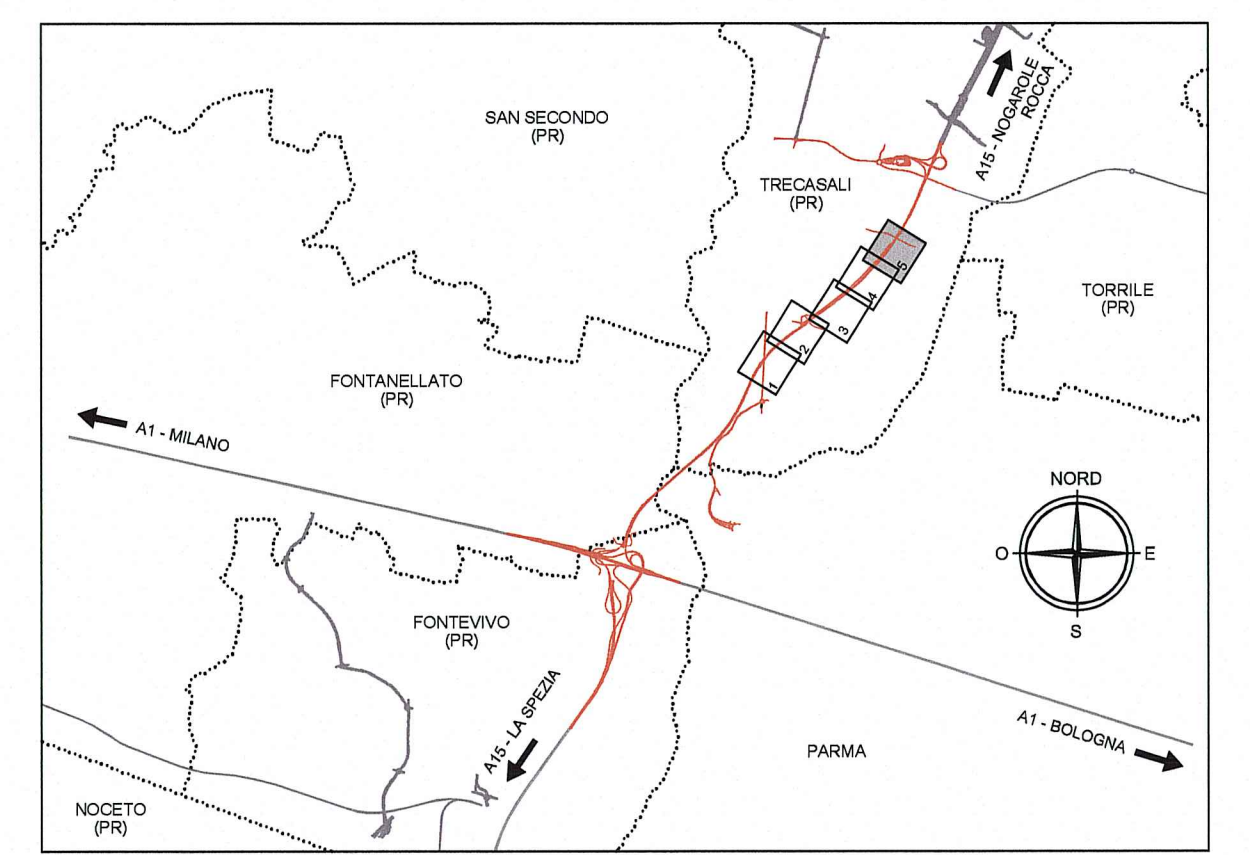 SAN SECONDO
(PR)
A15 - NOGAROLE
ROCCA
TRECASALI
(PR)
TORRILE
(PR)
5
4
3
2
1
FONTANELLATO
(PR)
A1 - MILANO
NORD
O
E
S
FONTEVIVO
(PR)
A15 - LA SPEZIA
A1 - BOLOGNA
PARMA
NOCETO
(PR)